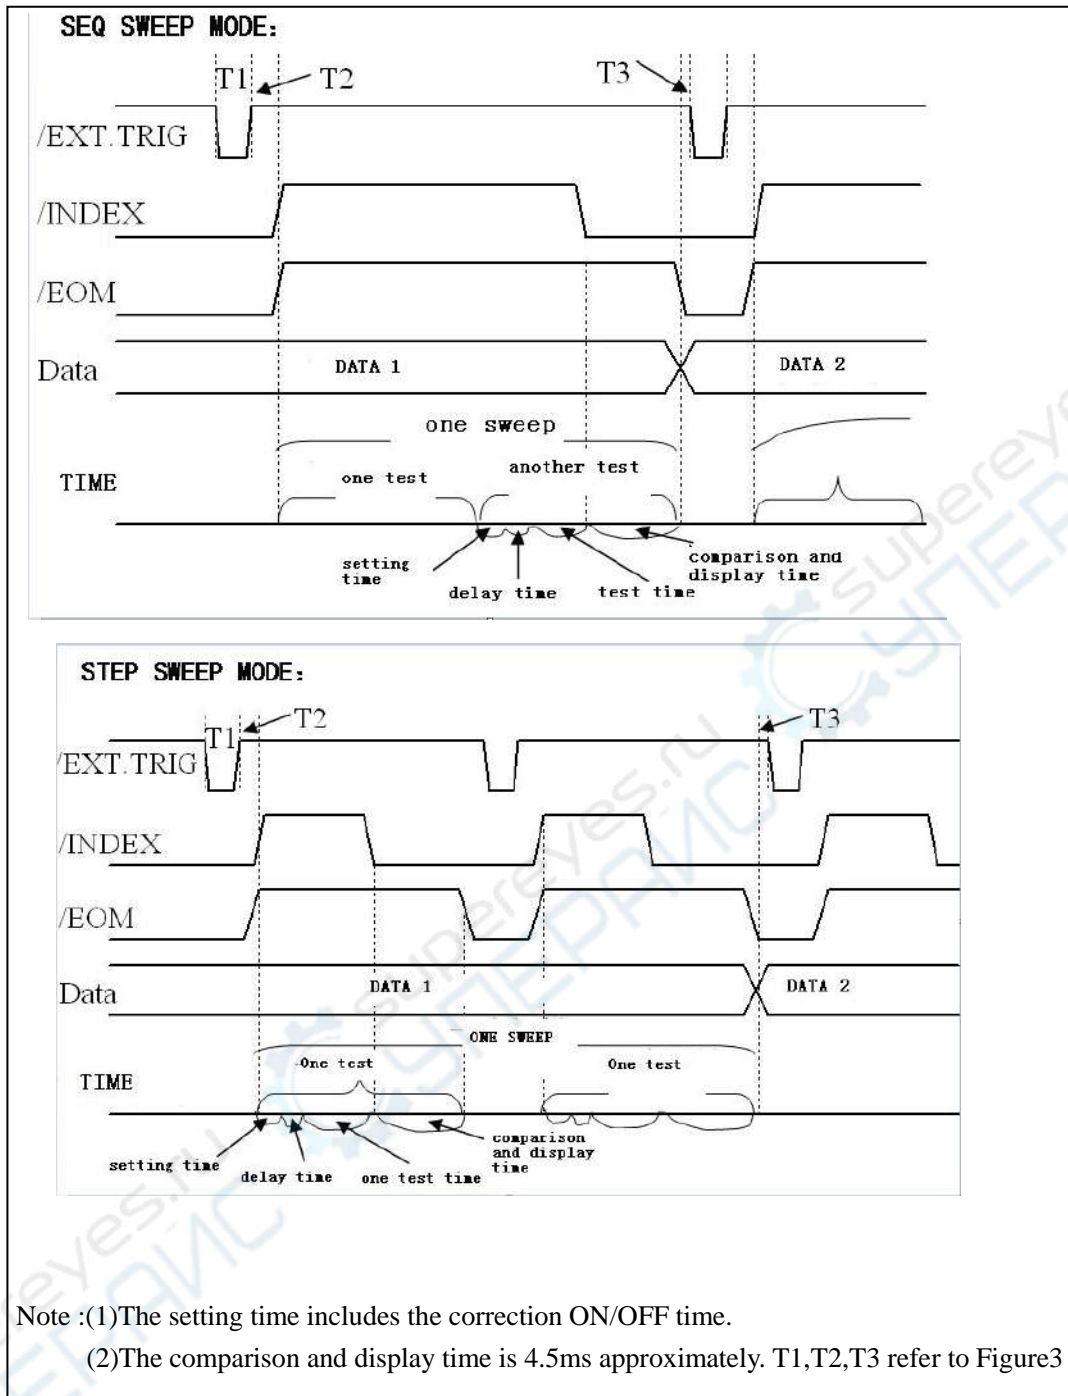 SEQ SWEEP MODE:
T1
T2
T3
/EXT.TRIG
/INDEX
/EOM
Data
DATA 1
DATA 2
one sweep
another test
one test
TIME
setting
time
delay time
test time
comparison and
display time
STEP SWEEP MODE:
T1
T2
T3
/EXT.TRIG
/INDEX
/EOM
Data
DATA 1
DATA 2
ONE SWEEP
One test
One test
TIME
setting time
delay time
one test time
comparison
and display
time
Note :(1)The setting time includes the correction ON/OFF time.
(2)The comparison and display time is 4.5ms approximately. T1,T2,T3 refer to Figure3
supereyes.ru
СУПЕРАЙС